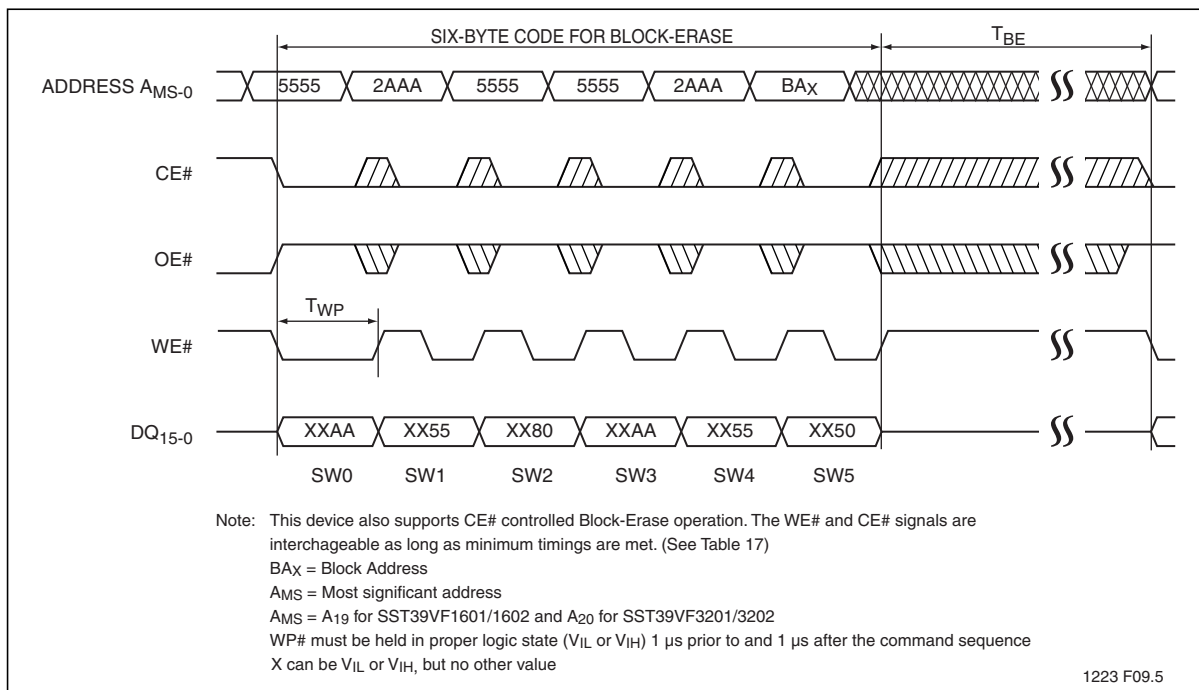 SIX-BYTE CODE FOR BLOCK-ERASE TBE
ADDRESS AMS-0 5555 2AAA 5555 5555 2AAA BAX
CE#
OE#
TWP
WE#
DQ15-0 XXAA XX55 XX80 XXAA XX55 XX50
SW0 SW1 SW2 SW3 SW4 SW5
Note: This device also supports CE# controlled Block-Erase operation. The WE# and CE# signals are
interchageable as long as minimum timings are met. (See Table 17)
BAX = Block Address
AMS = Most significant address
AMS = A19 for SST39VF1601/1602 and A20 for SST39VF3201/3202
WP# must be held in proper logic state (VIL or VIH) 1 µs prior to and 1 µs after the command sequence
X can be VIL or VIH, but no other value
1223 F09.5